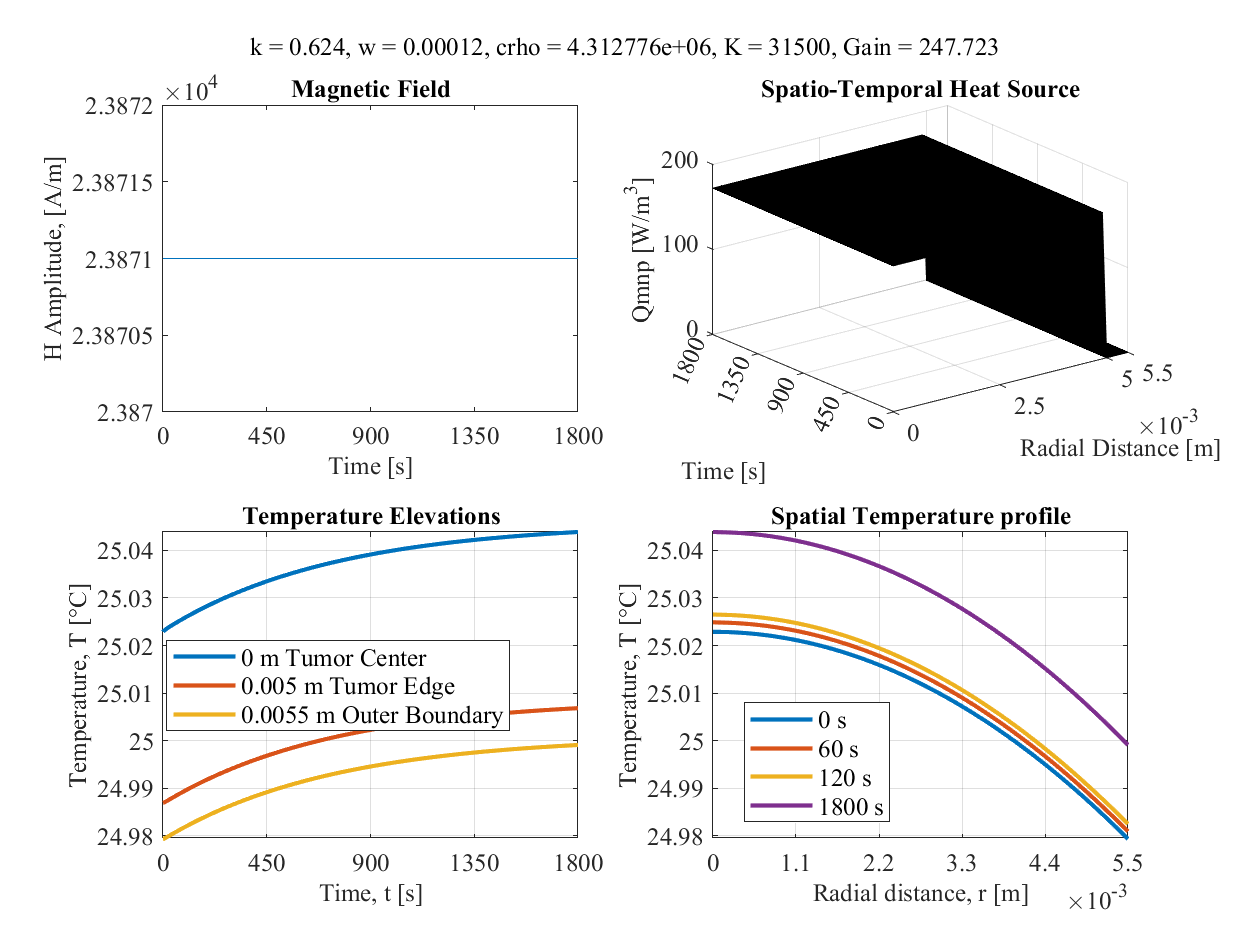 k = 0.624, w = 0.00012, crho = 4.312776e+06, K = 31500, Gain = 247.723
Magnetic Field
×10⁴
2.3872
2.38715
2.3871
2.38705
2.387
H Amplitude, [A/m]
0 450 900 1350 1800
Time [s]
Spatio-Temporal Heat Source
200
100
0
Qmnp [W/m³]
1800
1350
900
450
0
Time [s]
0
2.5
5
5.5
×10⁻³
Radial Distance [m]
Temperature Elevations
25.04
25.03
25.02
25.01
25
24.99
24.98
Temperature, T [°C]
0 m Tumor Center
0.005 m Tumor Edge
0.0055 m Outer Boundary
0 450 900 1350 1800
Time, t [s]
Spatial Temperature profile
25.04
25.03
25.02
25.01
25
24.99
24.98
Temperature, T [°C]
0 s
60 s
120 s
1800 s
0 1.1 2.2 3.3 4.4 5.5
Radial distance, r [m]
×10⁻³